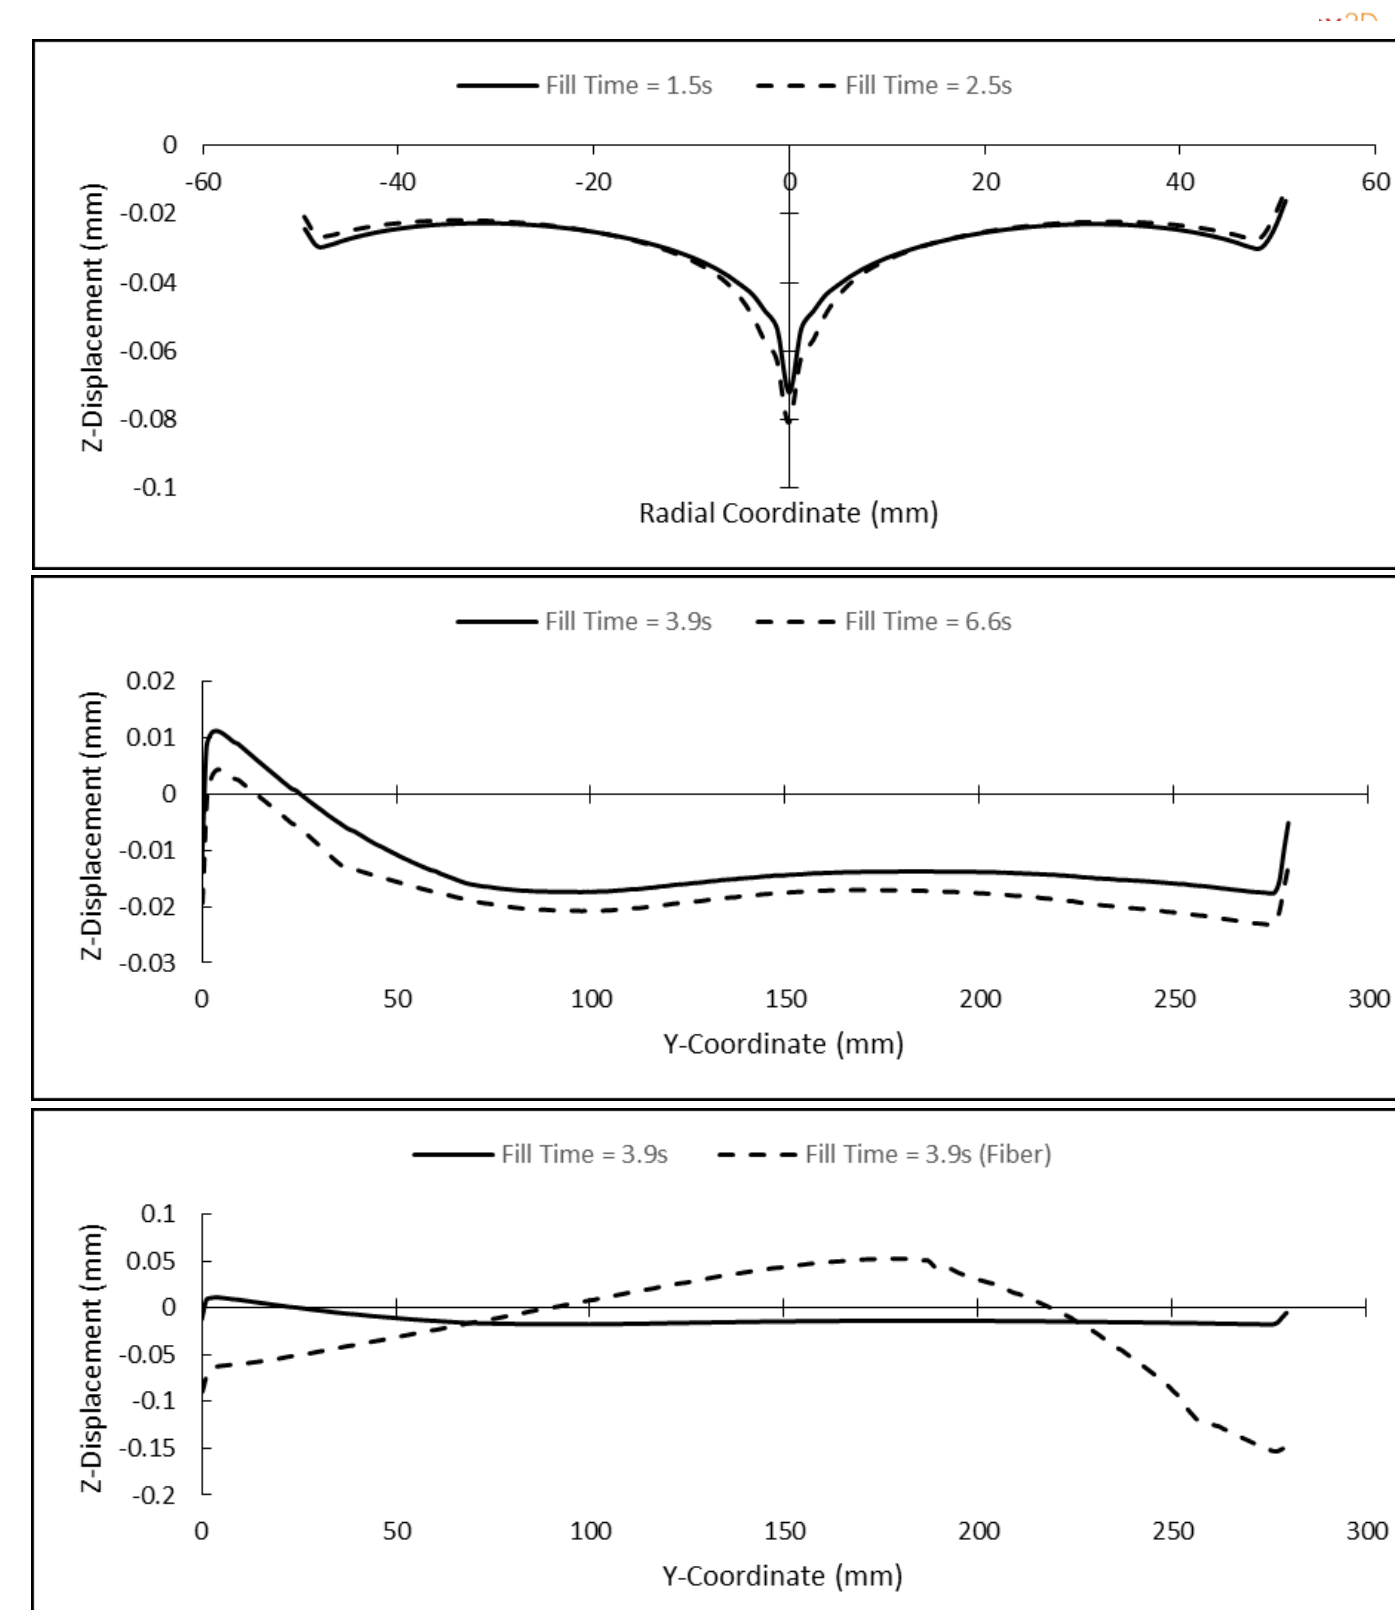 Fill Time = 1.5s Fill Time = 2.5s
0
-60 -40 -20 0 20 40 60
-0.02
-0.04
-0.06
-0.08
-0.1
Z-Displacement (mm)
Radial Coordinate (mm)
Fill Time = 3.9s Fill Time = 6.6s
0.02
0.01
0
-0.01
-0.02
-0.03
Z-Displacement (mm)
0 50 100 150 200 250 300
Y-Coordinate (mm)
Fill Time = 3.9s Fill Time = 3.9s (Fiber)
0.1
0.05
0
-0.05
-0.1
-0.15
-0.2
Z-Displacement (mm)
0 50 100 150 200 250 300
Y-Coordinate (mm)